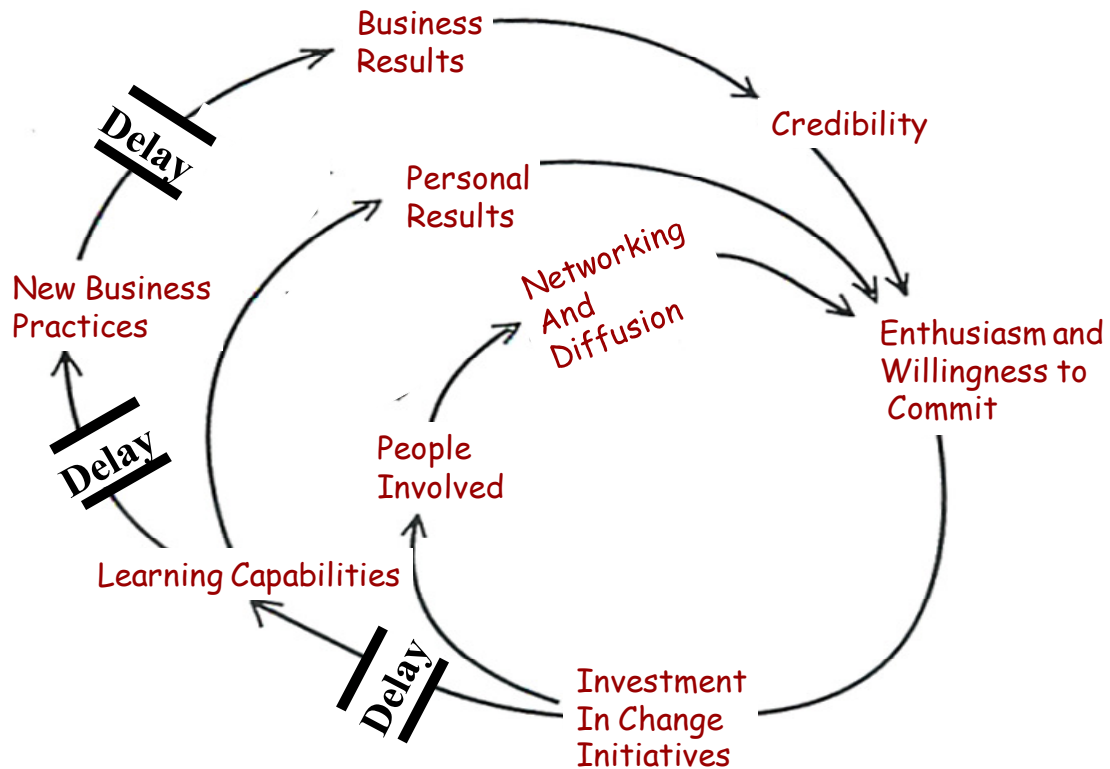 Business
Results
Credibility
Delay
Personal
Results
Networking
And
Diffusion
New Business
Practices
Enthusiasm and
Willingness to
Commit
Delay
People
Involved
Learning Capabilities
Delay
Investment
In Change
Initiatives